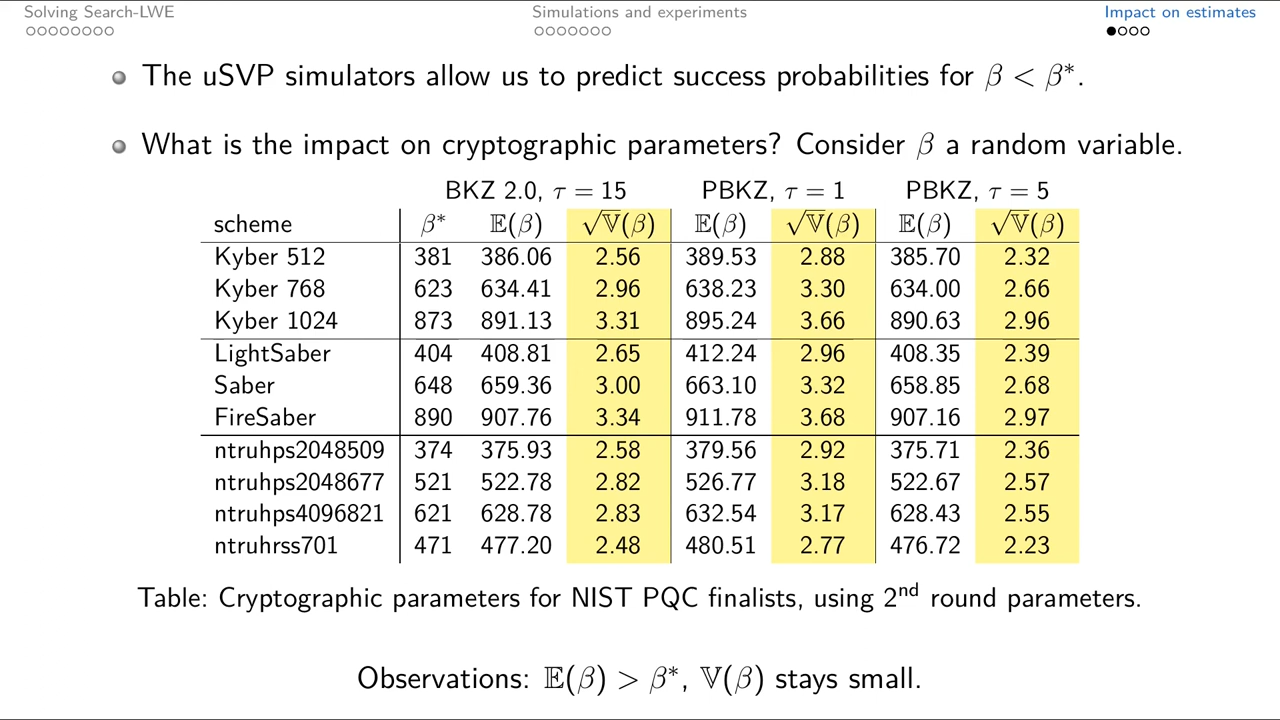 Solving Search-LWE Simulations and experiments Impact on estimates
The uSVP simulators allow us to predict success probabilities for β < β*.
What is the impact on cryptographic parameters? Consider β a random variable.
BKZ 2.0, τ = 15 PBKZ, τ = 1 PBKZ, τ = 5
scheme β* 𝔼(β) √𝕍(β) 𝔼(β) √𝕍(β) 𝔼(β) √𝕍(β)
Kyber 512 381 386.06 2.56 389.53 2.88 385.70 2.32
Kyber 768 623 634.41 2.96 638.23 3.30 634.00 2.66
Kyber 1024 873 891.13 3.31 895.24 3.66 890.63 2.96
LightSaber 404 408.81 2.65 412.24 2.96 408.35 2.39
Saber 648 659.36 3.00 663.10 3.32 658.85 2.68
FireSaber 890 907.76 3.34 911.78 3.68 907.16 2.97
ntruhps2048509 374 375.93 2.58 379.56 2.92 375.71 2.36
ntruhps2048677 521 522.78 2.82 526.77 3.18 522.67 2.57
ntruhps4096821 621 628.78 2.83 632.54 3.17 628.43 2.55
ntruhrss701 471 477.20 2.48 480.51 2.77 476.72 2.23
Table: Cryptographic parameters for NIST PQC finalists, using 2nd round parameters.
Observations: 𝔼(β) > β*, 𝕍(β) stays small.